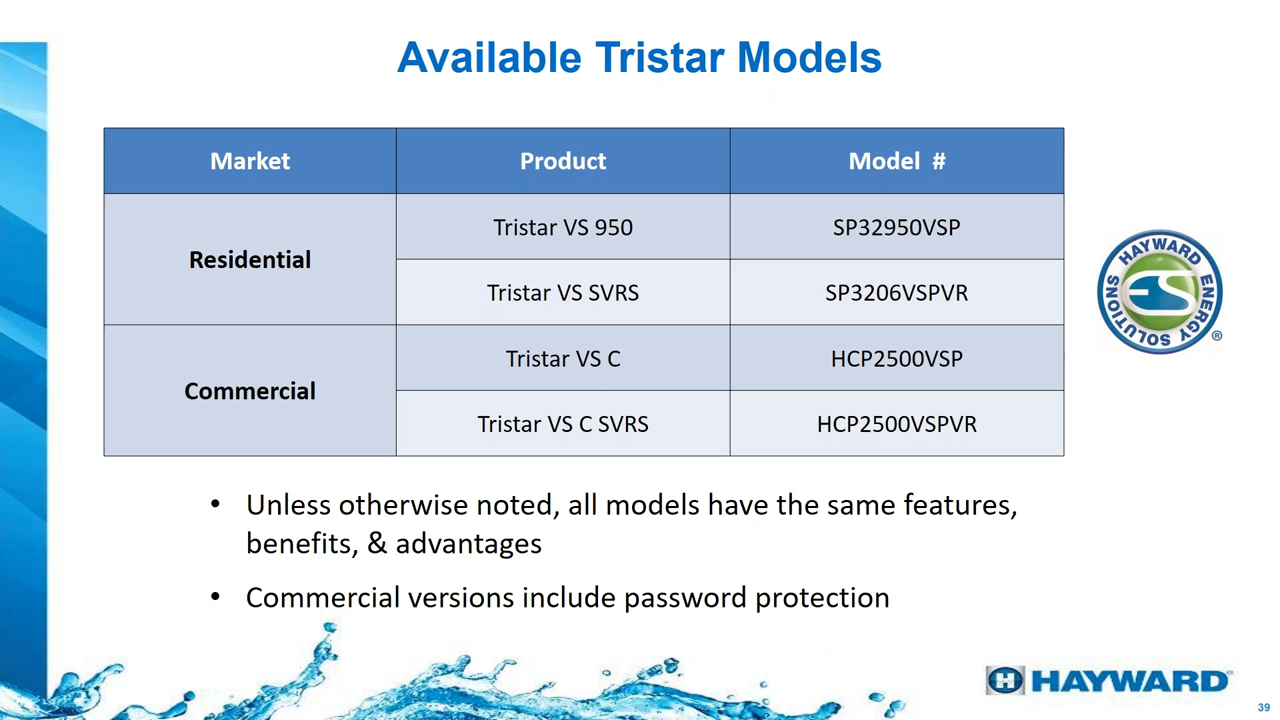 Available Tristar Models
Market Product Model #
Residential
Tristar VS 950 SP32950VSP
Tristar VS SVRS SP3206VSPVR
Commercial
Tristar VS C HCP2500VSP
Tristar VS C SVRS HCP2500VSPVR
HAYWARD ENERGY SOLUTIONS
ES
®
• Unless otherwise noted, all models have the same features,
benefits, & advantages
• Commercial versions include password protection
H HAYWARD®
39